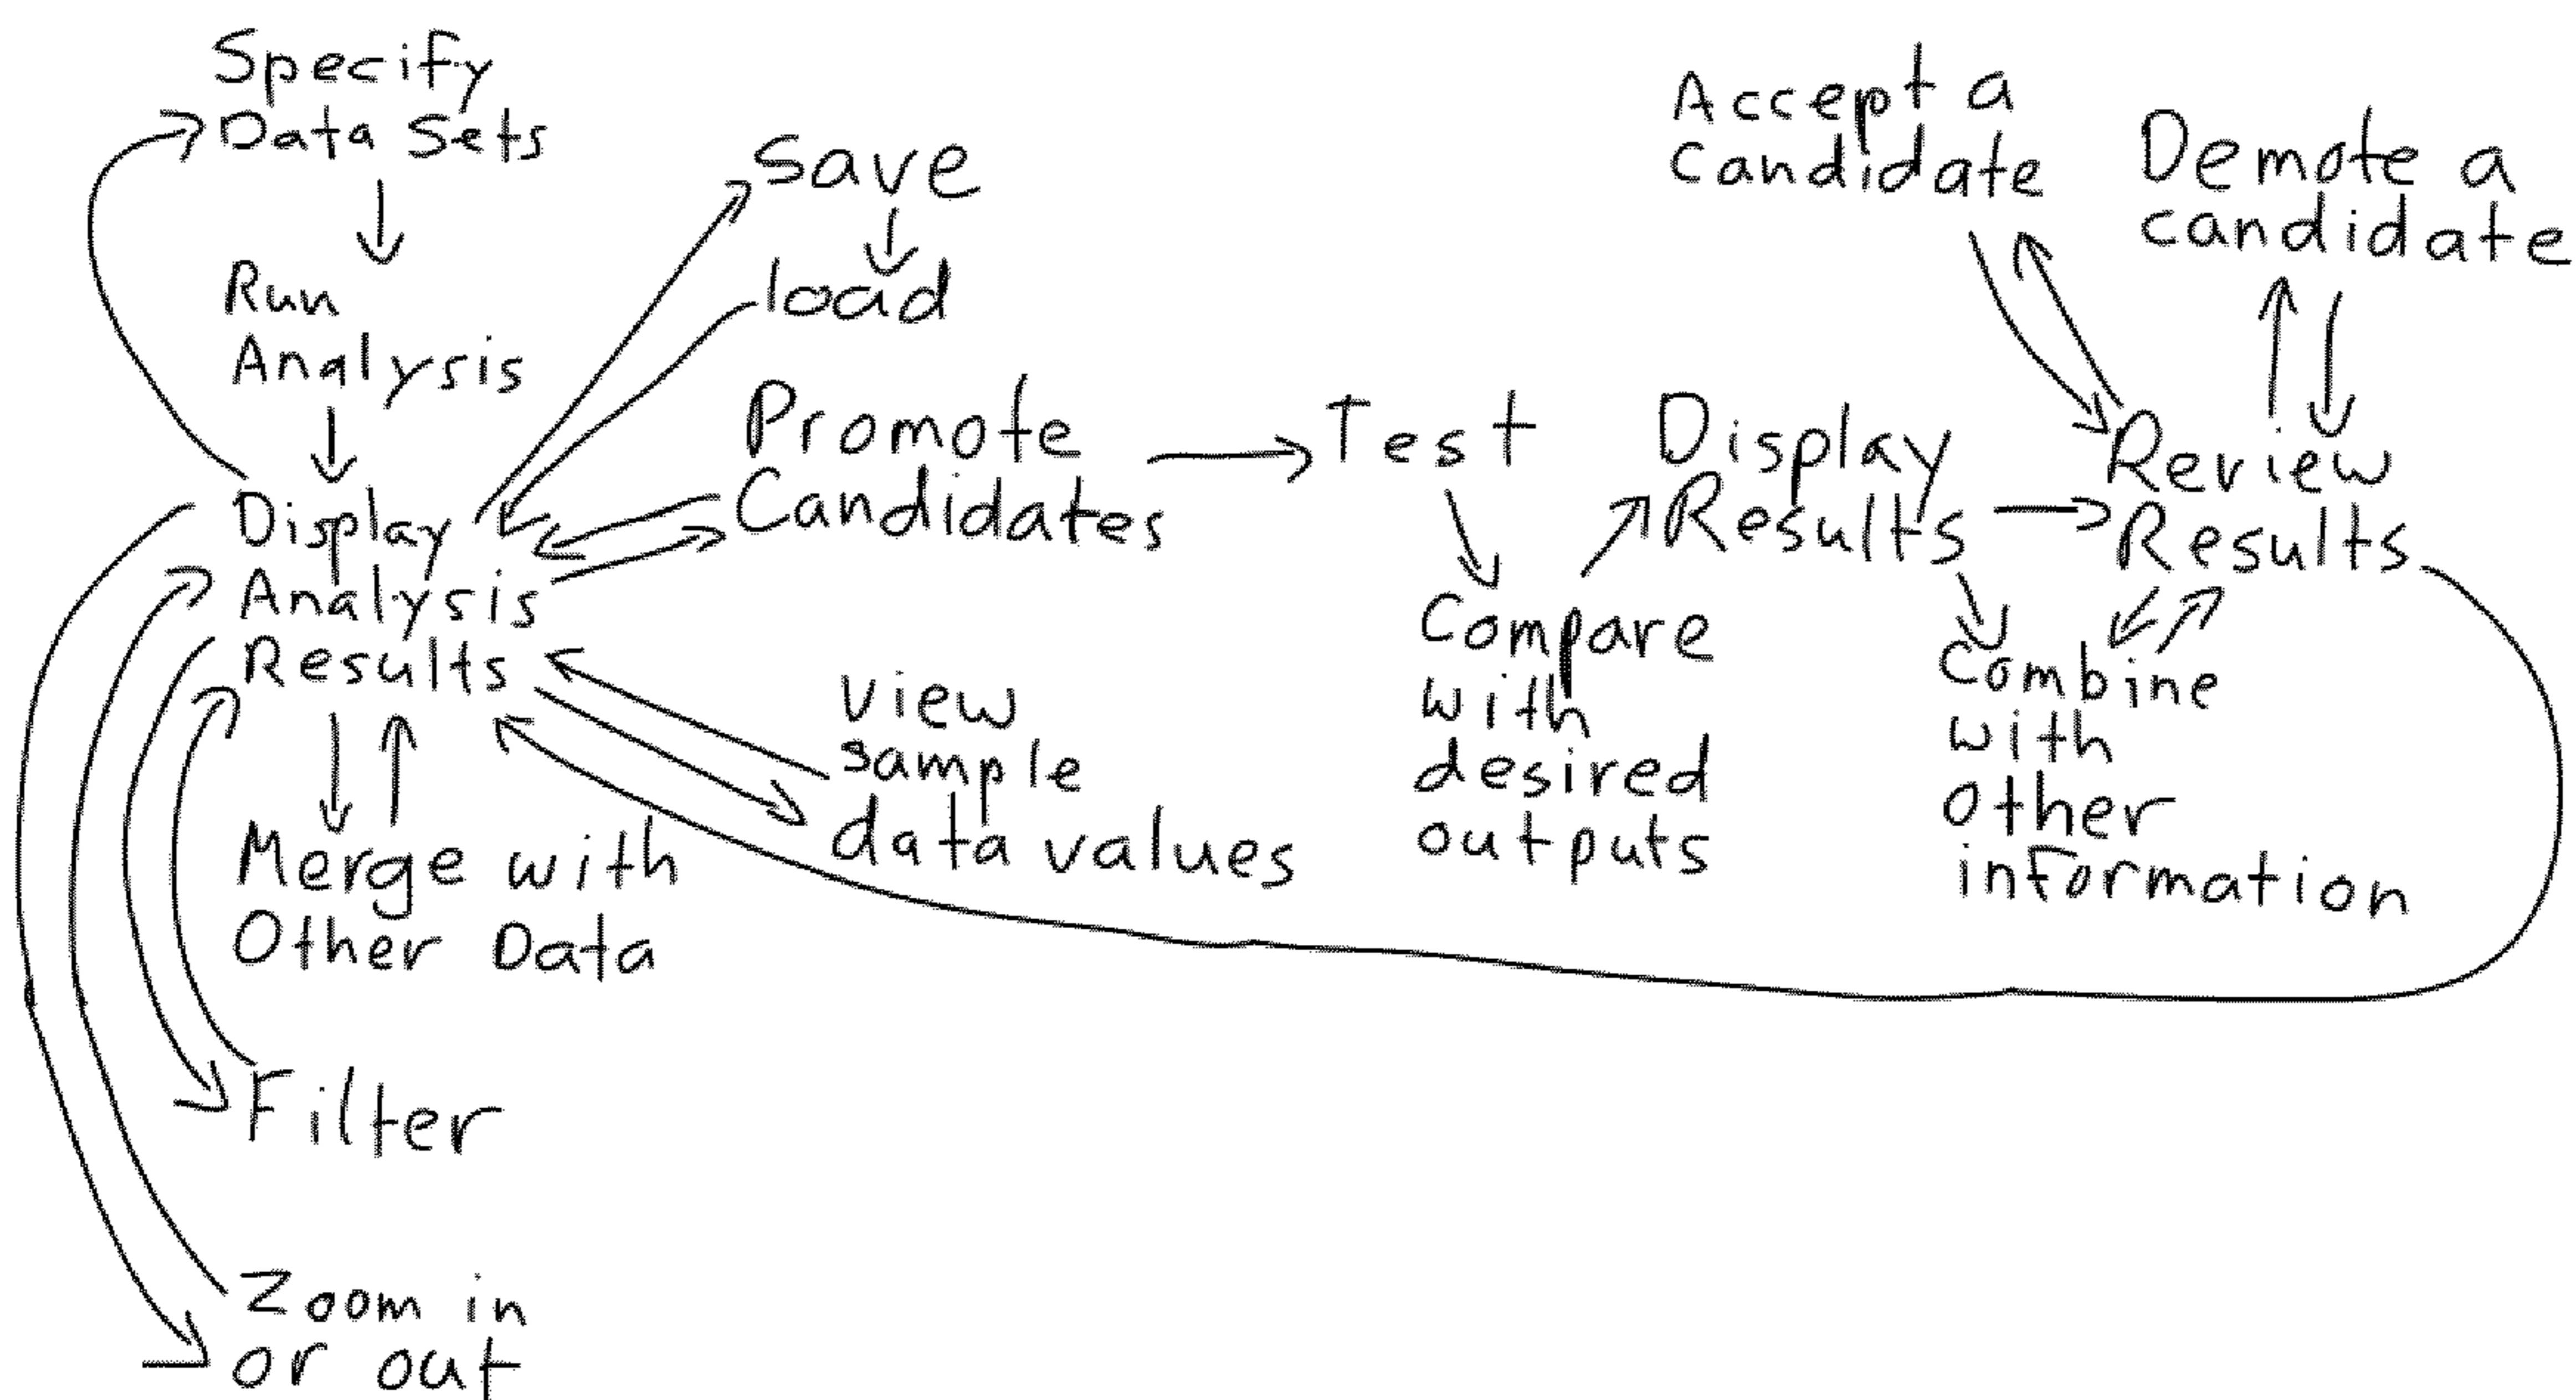 Specify
Data Sets
Run
Analysis
Display
Analysis
Results
Merge with
Other Data
Filter
Zoom in
or out
Save
load
Promote
Candidates
view
sample
data values
Test
Compare
with
desired
outputs
Display
Results
Accept a
Candidate
Demote a
candidate
Review
Results
Combine
with
other
information